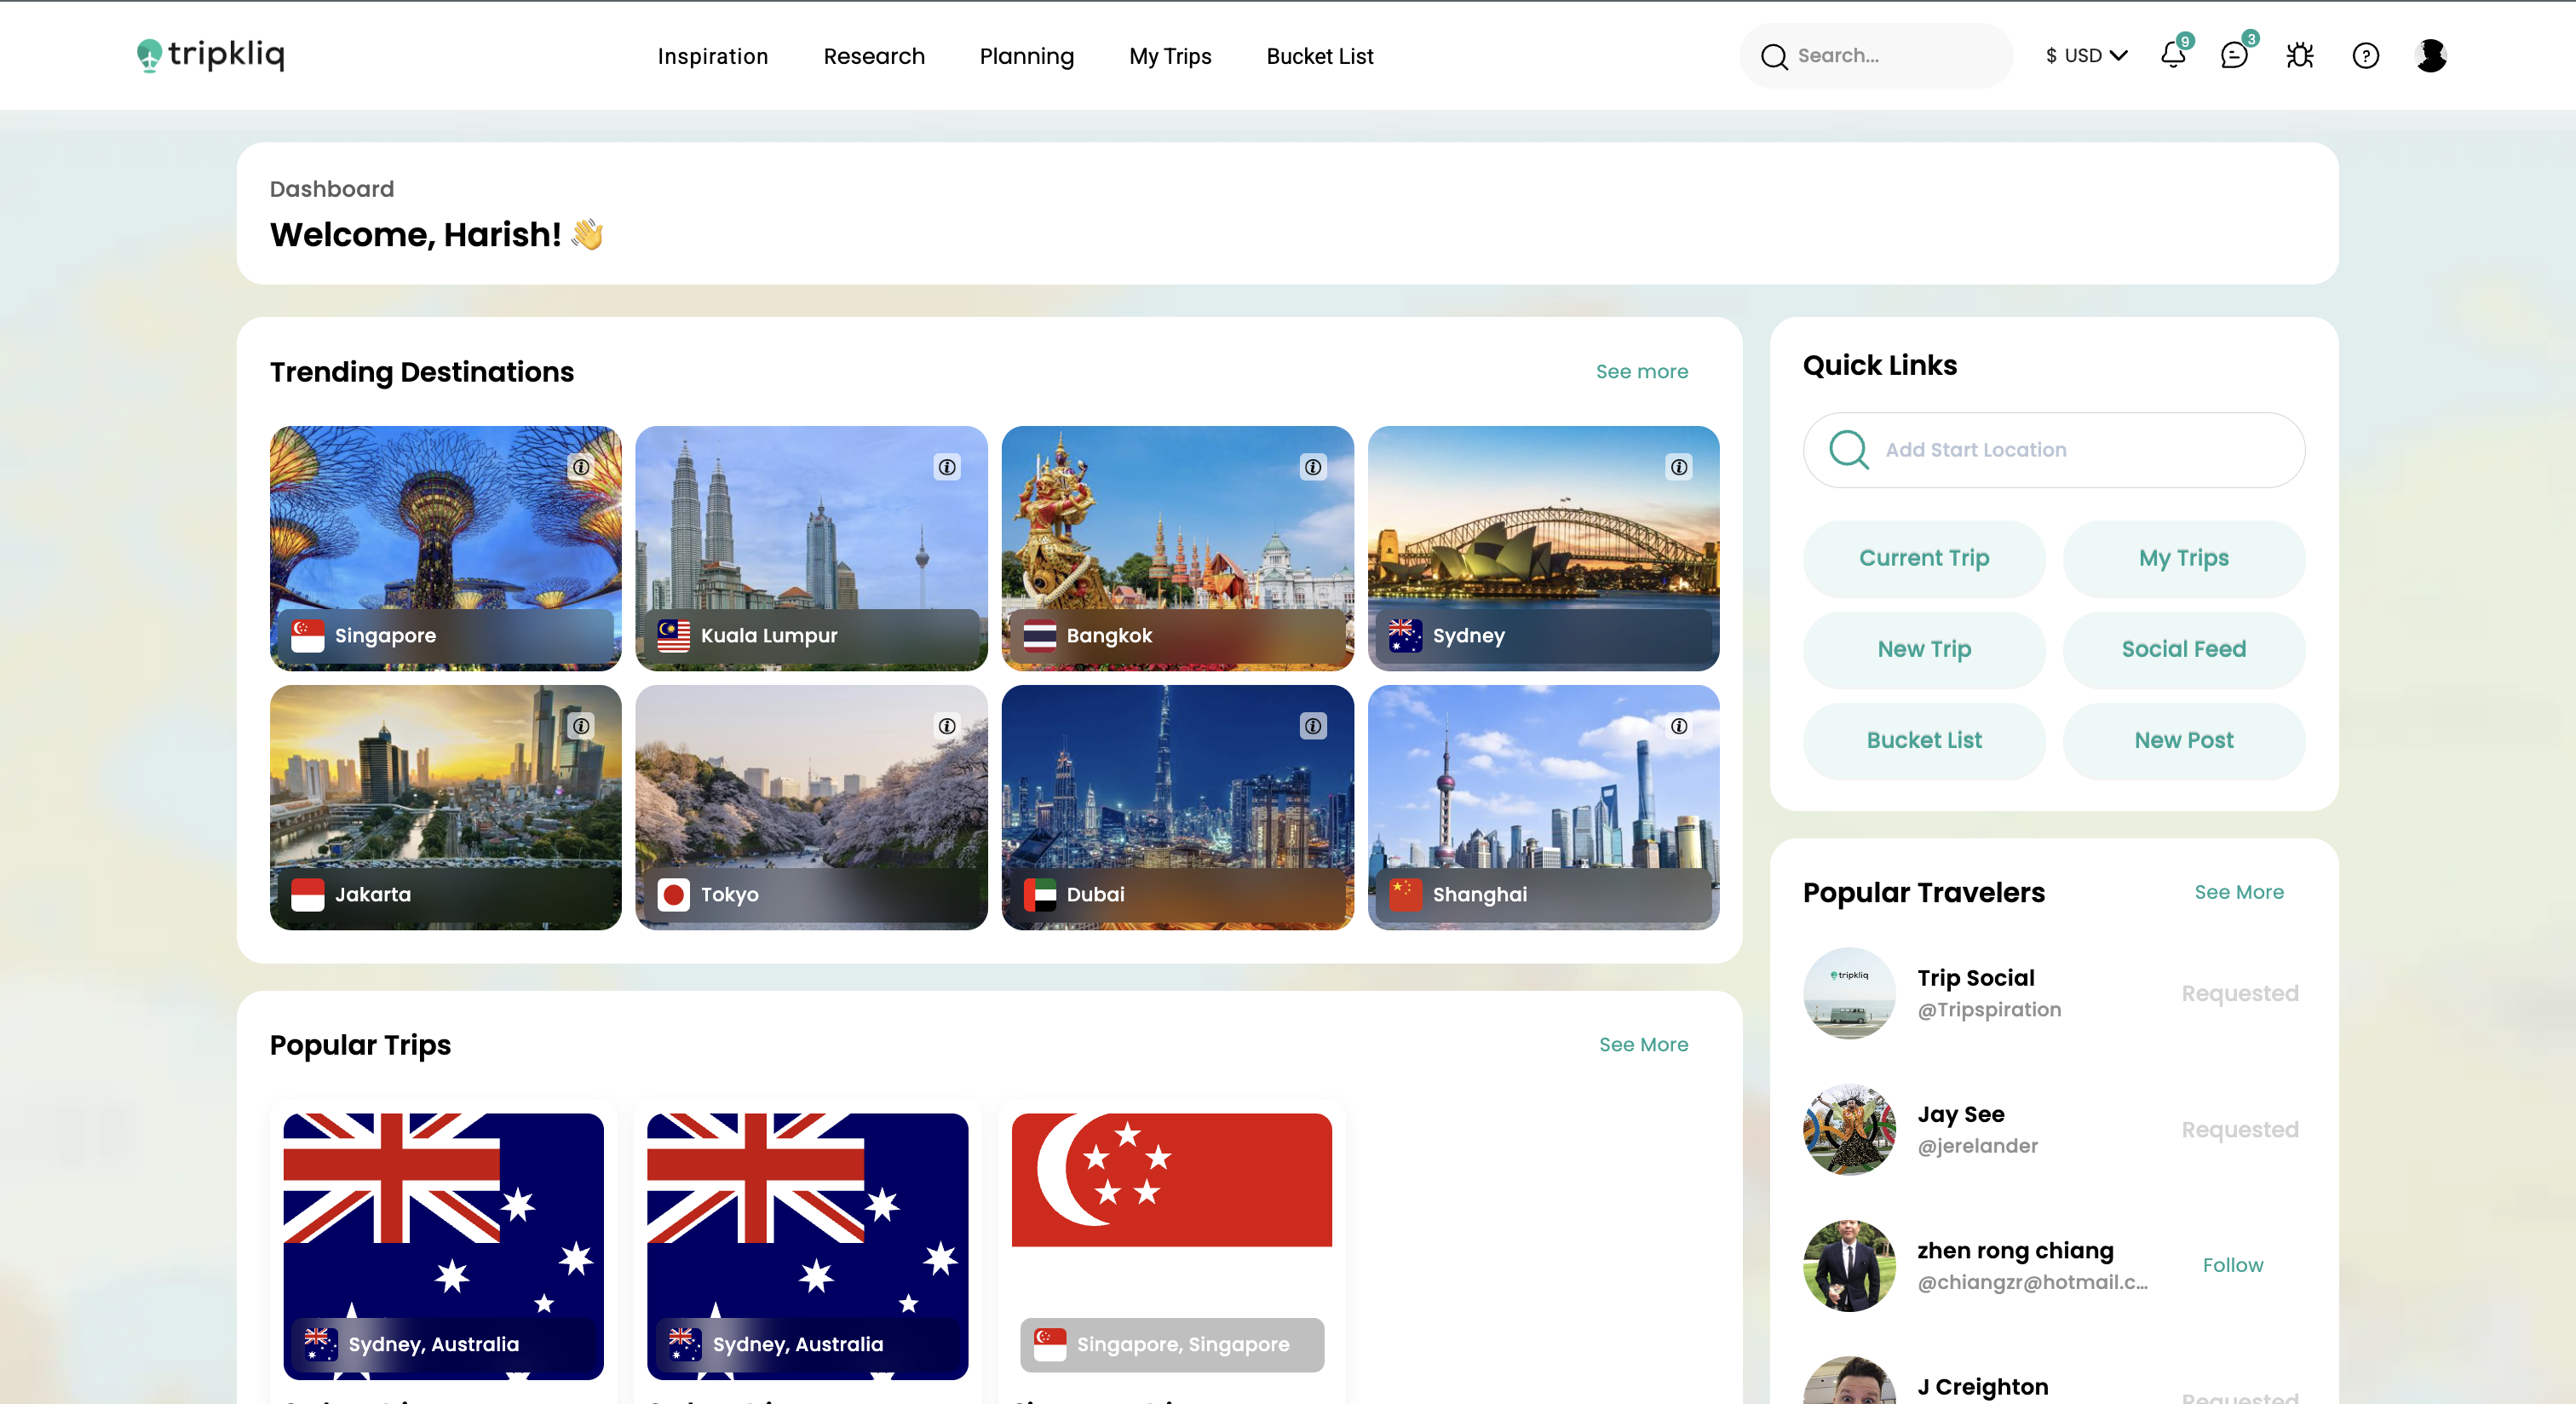 tripkliq
Inspiration
Research
Planning
My Trips
Bucket List
Search...
$ USD
9
3
Dashboard
Welcome, Harish! 👋
Trending Destinations
See more
Singapore
Kuala Lumpur
Bangkok
Sydney
Jakarta
Tokyo
Dubai
Shanghai
Quick Links
Add Start Location
Current Trip
My Trips
New Trip
Social Feed
Bucket List
New Post
Popular Trips
See More
Sydney, Australia
Sydney, Australia
Singapore, Singapore
Popular Travelers
See More
tripkliq
Trip Social
@Tripspiration
Requested
Jay See
@jerelander
Requested
zhen rong chiang
@chiangzr@hotmail.c...
Follow
J Creighton
Requested